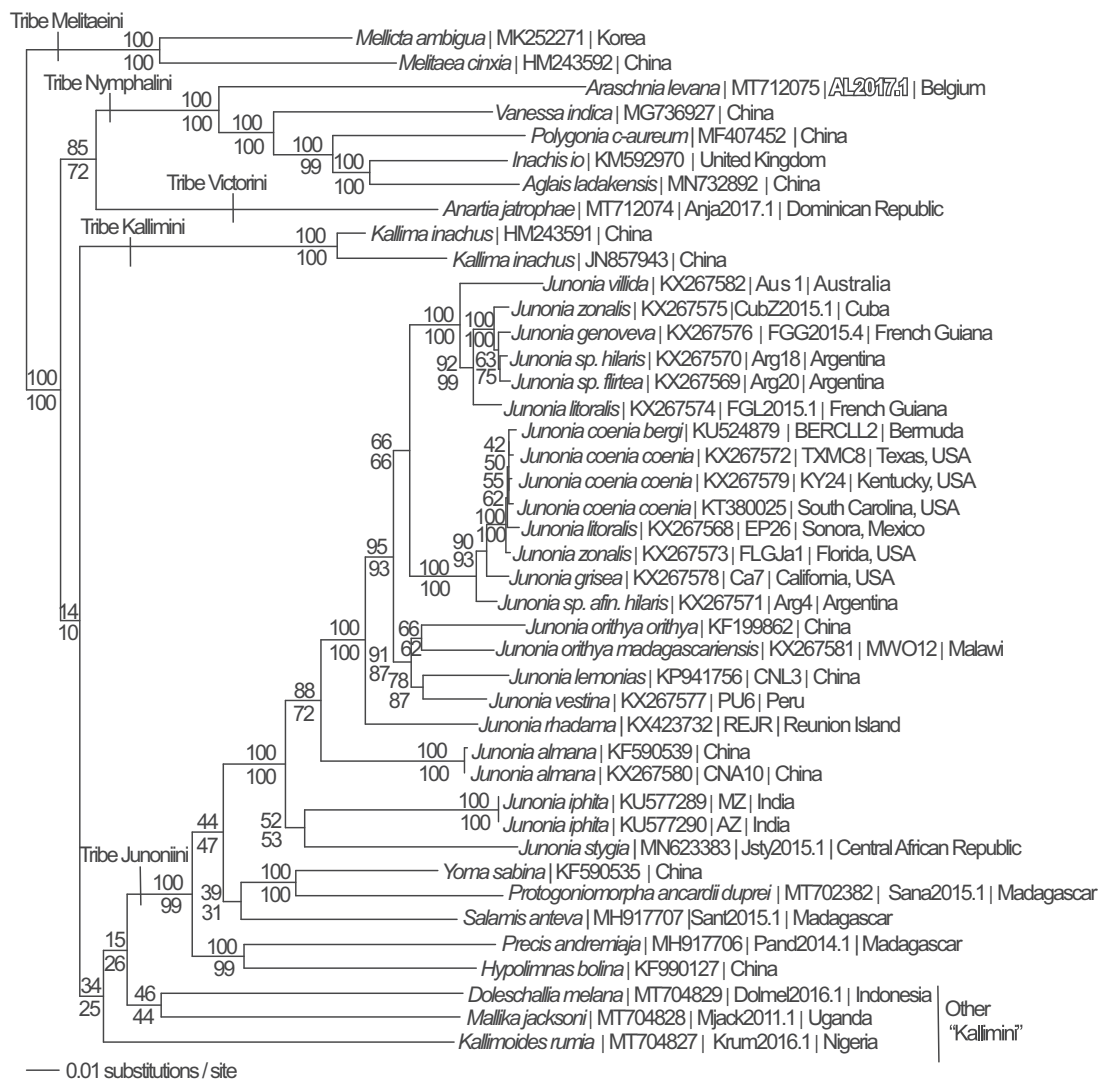 Tribe Melitaeini
100
100
Mellicta ambigua | MK252271 | Korea
Melitaea cinxia | HM243592 | China
Tribe Nymphalini
100
100
Araschnia levana | MT712075 | AL2017.1 | Belgium
100
100
Vanessa indica | MG736927 | China
100
99
Polygonia c-aureum | MF407452 | China
85
72
100
100
Inachis io | KM592970 | United Kingdom
Aglais ladakensis | MN732892 | China
Tribe Victorini
Anartia jatrophae | MT712074 | Anja2017.1 | Dominican Republic
Tribe Kallimini
100
100
Kallima inachus | HM243591 | China
Kallima inachus | JN857943 | China
Junonia villida | KX267582 | Aus 1 | Australia
100
100
100
100
Junonia zonalis | KX267575 |CubZ2015.1 | Cuba
Junonia genoveva | KX267576 | FGG2015.4 | French Guiana
92
99
63
75
Junonia sp. hilaris | KX267570 | Arg18 | Argentina
Junonia sp. flirtea | KX267569 | Arg20 | Argentina
100
100
Junonia litoralis | KX267574 | FGL2015.1 | French Guiana
66
66
42
50
Junonia coenia bergi | KU524879 | BERCLL2 | Bermuda
Junonia coenia coenia | KX267572 | TXMC8 | Texas, USA
55
62
Junonia coenia coenia | KX267579 | KY24 | Kentucky, USA
Junonia coenia coenia | KT380025 | South Carolina, USA
100
100
Junonia litoralis | KX267568 | EP26 | Sonora, Mexico
95
93
90
93
Junonia zonalis | KX267573 | FLGJa1 | Florida, USA
100
100
Junonia grisea | KX267578 | Ca7 | California, USA
Junonia sp. afin. hilaris | KX267571 | Arg4 | Argentina
14
10
100
100
66
62
Junonia orithya orithya | KF199862 | China
Junonia orithya madagascariensis | KX267581 | MWO12 | Malawi
91
87
78
87
Junonia lemonias | KP941756 | CNL3 | China
Junonia vestina | KX267577 | PU6 | Peru
88
72
Junonia rhadama | KX423732 | REJR | Reunion Island
100
100
100
100
Junonia almana | KF590539 | China
Junonia almana | KX267580 | CNA10 | China
100
100
Junonia iphita | KU577289 | MZ | India
Junonia iphita | KU577290 | AZ | India
44
47
52
53
Junonia stygia | MN623383 | Jsty2015.1 | Central African Republic
Tribe Junoniini
100
99
100
100
Yoma sabina | KF590535 | China
39
31
Protogoniomorpha ancardii duprei | MT702382 | Sana2015.1 | Madagascar
Salamis anteva | MH917707 |Sant2015.1 | Madagascar
15
26
100
99
Precis andremiaja | MH917706 | Pand2014.1 | Madagascar
Hypolimnas bolina | KF990127 | China
34
25
46
44
Doleschallia melana | MT704829 | Dolmel2016.1 | Indonesia
Mallika jacksoni | MT704828 | Mjack2011.1 | Uganda
Kallimoides rumia | MT704827 | Krum2016.1 | Nigeria
Other
"Kallimini"
0.01 substitutions / site